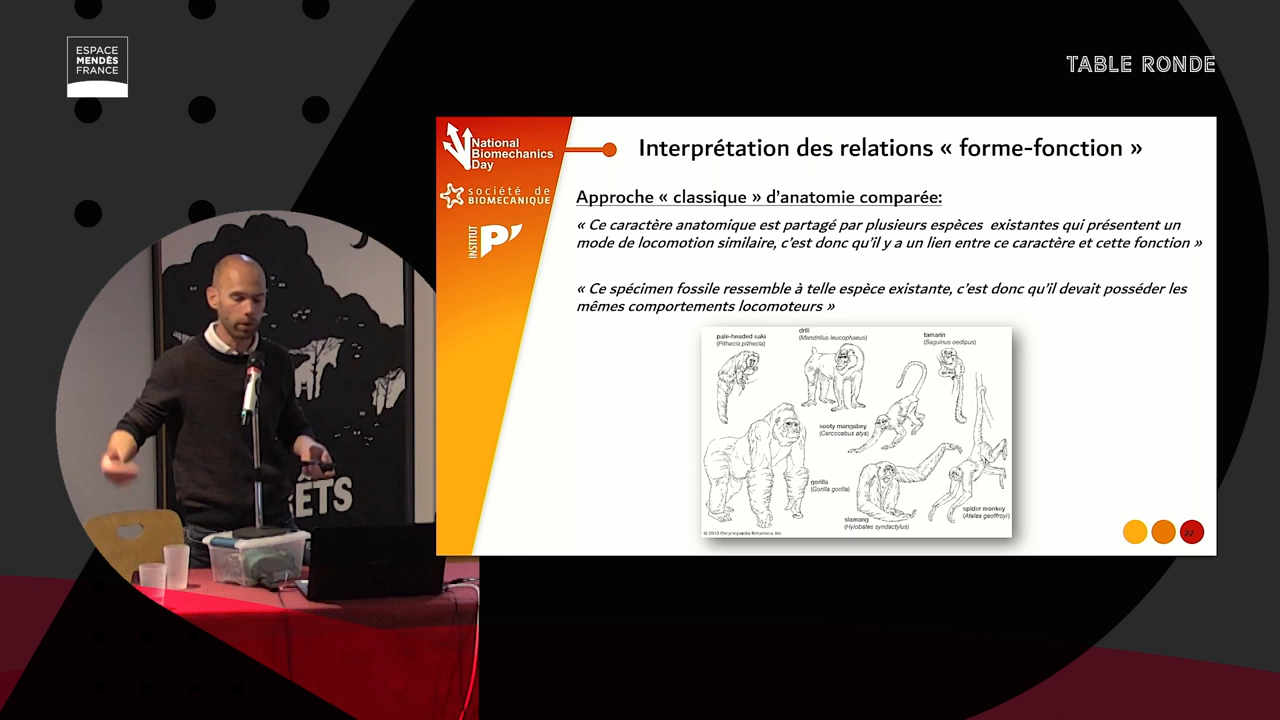 ESPACE
MENDÈS
FRANCE
TABLE RONDE
National
Biomechanics
Day
société de
BIOMECANIQUE
INSTITUT
P'
Interprétation des relations « forme-fonction »
Approche « classique » d'anatomie comparée:
« Ce caractère anatomique est partagé par plusieurs espèces existantes qui présentent un
mode de locomotion similaire, c'est donc qu'il y a un lien entre ce caractère et cette fonction »
« Ce spécimen fossile ressemble à telle espèce existante, c'est donc qu'il devait posséder les
mêmes comportements locomoteurs »
pale-headed saki
(Pithecia pithecia)
drill
(Mandrillus leucophaeus)
tamarin
(Saguinus oedipus)
sooty mangabey
(Cercocebus atys)
gorilla
(Gorilla gorilla)
siamang
(Hylobates syndactylus)
spider monkey
(Ateles geoffroyi)
© 2013 Encyclopædia Britannica, Inc.
ÊTS